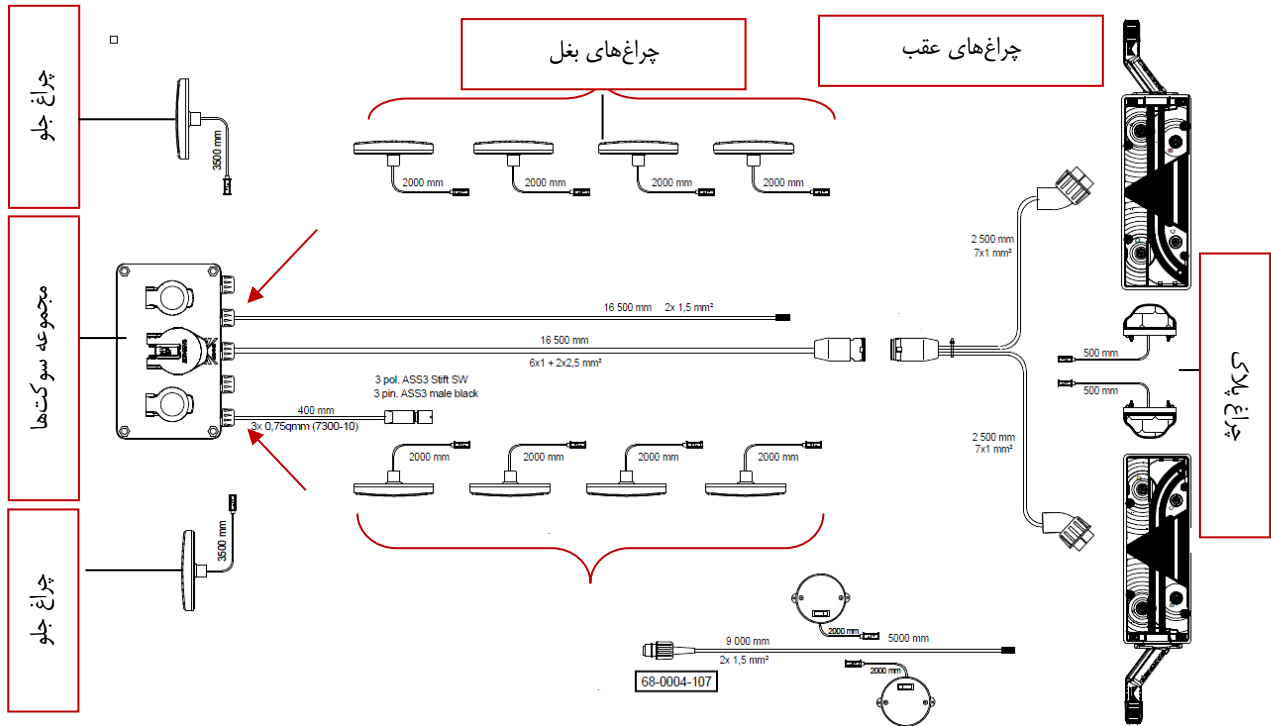 چراغ جلو
چراغ‌های بغل
چراغ‌های عقب
3500 mm
2000 mm
2000 mm
2000 mm
2000 mm
2 500 mm
7x1 mm²
مجموعه سوکت‌ها
16 500 mm 2x 1,5 mm²
16 500 mm
6x1 + 2x2,5 mm²
500 mm
500 mm
چراغ پلاک
3 pol. ASS3 Stift SW
3 pin. ASS3 male black
400 mm
3x 0,75qmm (7300-10)
2000 mm
2000 mm
2000 mm
2000 mm
2 500 mm
7x1 mm²
چراغ جلو
3500 mm
2000 mm
5000 mm
9 000 mm
2x 1,5 mm²
2000 mm
68-0004-107